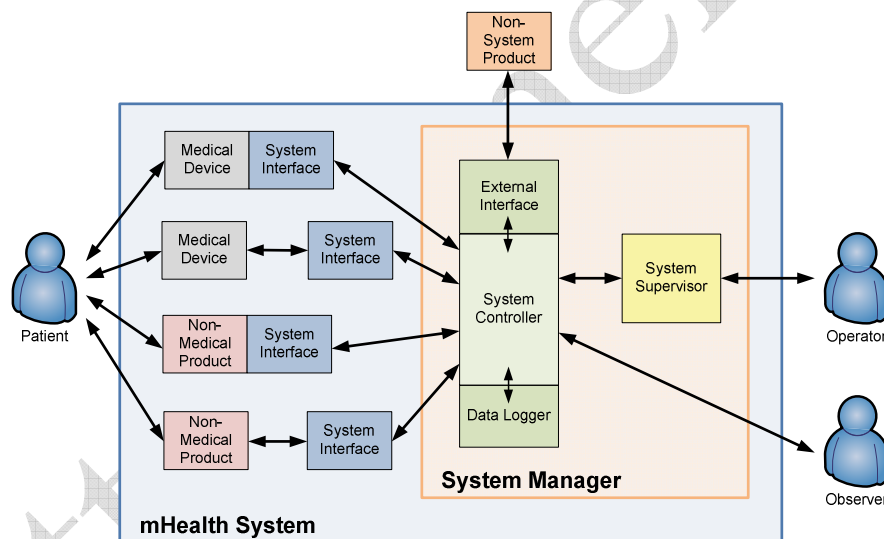 Non-
System
Product
Medical
Device
System
Interface
External
Interface
Medical
Device
System
Interface
System
Controller
System
Supervisor
Patient
Operator
Non-
Medical
Product
System
Interface
Non-
Medical
Product
System
Interface
Data Logger
System Manager
Observer
mHealth System